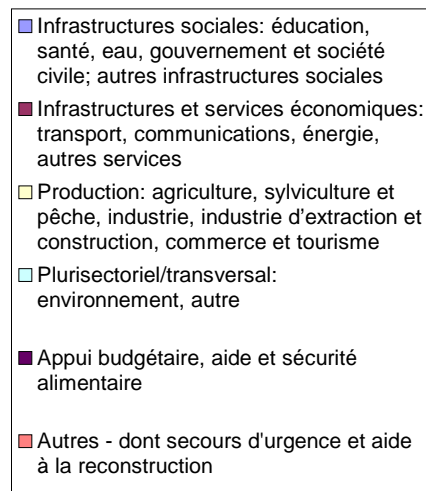 Infrastructures sociales: éducation,
santé, eau, gouvernement et société
civile; autres infrastructures sociales
Infrastructures et services économiques:
transport, communications, énergie,
autres services
Production: agriculture, sylviculture et
pêche, industrie, industrie d'extraction et
construction, commerce et tourisme
Plurisectoriel/transversal:
environnement, autre
Appui budgétaire, aide et sécurité
alimentaire
Autres - dont secours d'urgence et aide
à la reconstruction